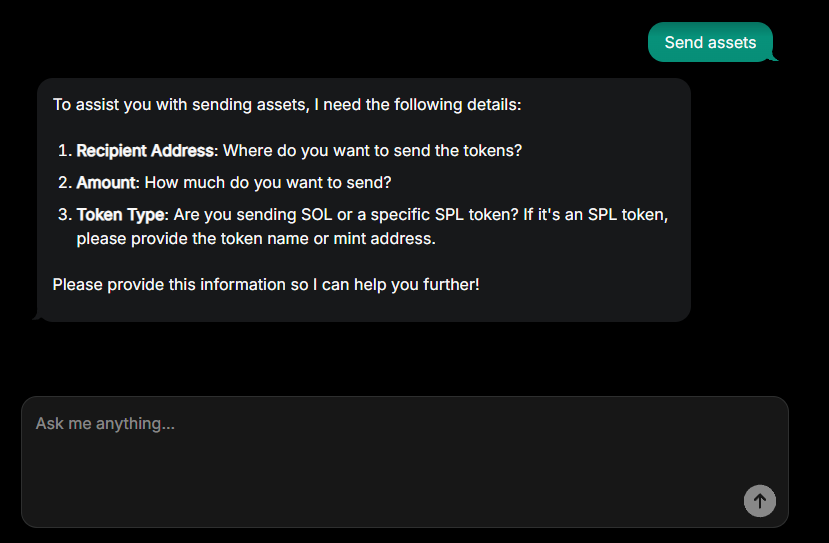 Send assets
To assist you with sending assets, I need the following details:
1. Recipient Address: Where do you want to send the tokens?
2. Amount: How much do you want to send?
3. Token Type: Are you sending SOL or a specific SPL token? If it's an SPL token,
please provide the token name or mint address.
Please provide this information so I can help you further!
Ask me anything...